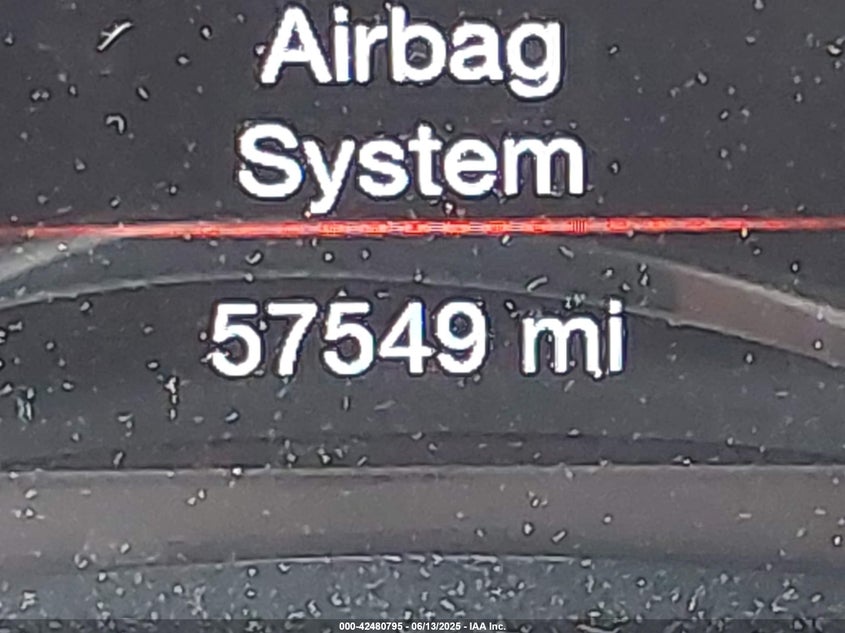 Airbag
System
57549 mi
000-42480795 - 06/13/2025 - IAA Inc.